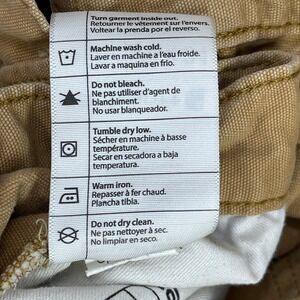 Turn garment inside out.
Retourner le vêtement sur l'envers.
Voltear la prenda por el revés.
Machine wash cold.
Laver en machine à l'eau froide.
Lavar a maquina en frio.
Do not bleach.
Ne pas utiliser d'agent de
blanchiment.
No usar blanqueador.
Tumble dry low.
Sécher en machine à basse
température.
Secar en secadora a baja
temperatura.
Warm iron.
Repasser à fer chaud.
Plancha tibia.
Do not dry clean.
Ne pas nettoyer à sec.
No limpiar en seco.